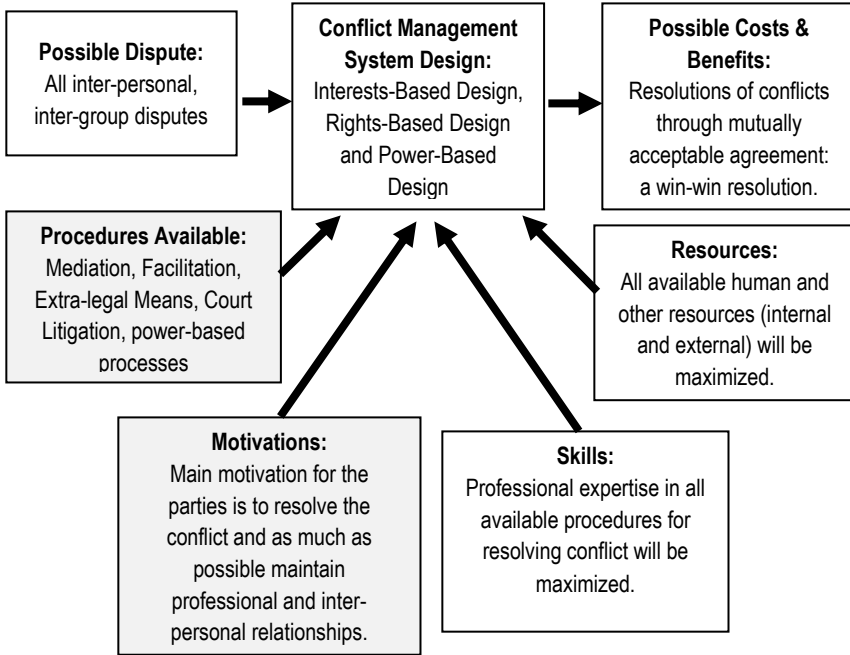 Possible Dispute:
All inter-personal,
inter-group disputes
Conflict Management
System Design:
Interests-Based Design,
Rights-Based Design
and Power-Based
Design
Possible Costs &
Benefits:
Resolutions of conflicts
through mutually
acceptable agreement:
a win-win resolution.
Procedures Available:
Mediation, Facilitation,
Extra-legal Means, Court
Litigation, power-based
processes
Resources:
All available human and
other resources (internal
and external) will be
maximized.
Motivations:
Main motivation for the
parties is to resolve the
conflict and as much as
possible maintain
professional and inter-
personal relationships.
Skills:
Professional expertise in all
available procedures for
resolving conflict will be
maximized.